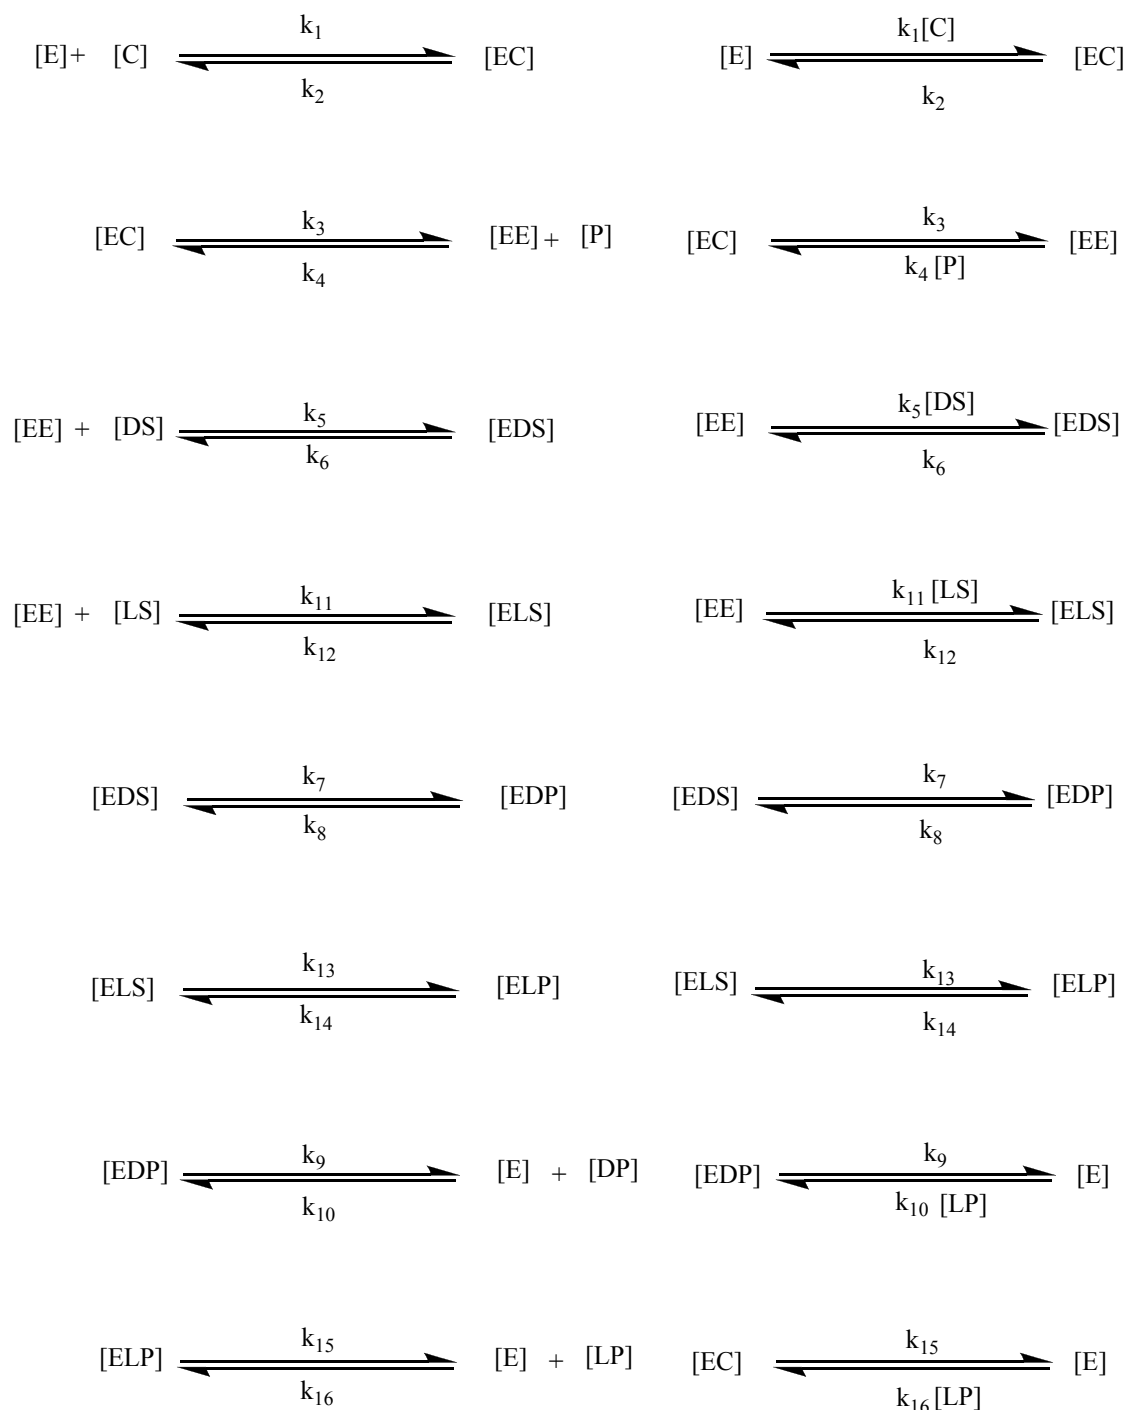 k₁ k₁[C]
[E]+ [C] [EC] [E] [EC]
k₂ k₂
k₃ k₃
[EC] [EE]+ [P] [EC] [EE]
k₄ k₄[P]
k₅ k₅[DS]
[EE] + [DS] [EDS] [EE] [EDS]
k₆ k₆
k₁₁ k₁₁[LS]
[EE] + [LS] [ELS] [EE] [ELS]
k₁₂ k₁₂
k₇ k₇
[EDS] [EDP] [EDS] [EDP]
k₈ k₈
k₁₃ k₁₃
[ELS] [ELP] [ELS] [ELP]
k₁₄ k₁₄
k₉ k₉
[EDP] [E] + [DP] [EDP] [E]
k₁₀ k₁₀ [LP]
k₁₅ k₁₅
[ELP] [E] + [LP] [EC] [E]
k₁₆ k₁₆[LP]